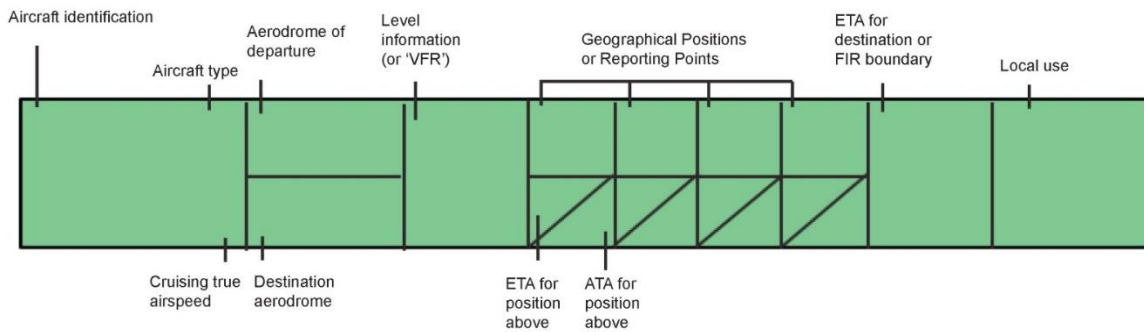 Aircraft identification
Aircraft type
Aerodrome of
departure
Level
information
(or ‘VFR’)
Geographical Positions
or Reporting Points
ETA for
destination or
FIR boundary
Local use
Cruising true
airspeed
Destination
aerodrome
ETA for
position
above
ATA for
position
above